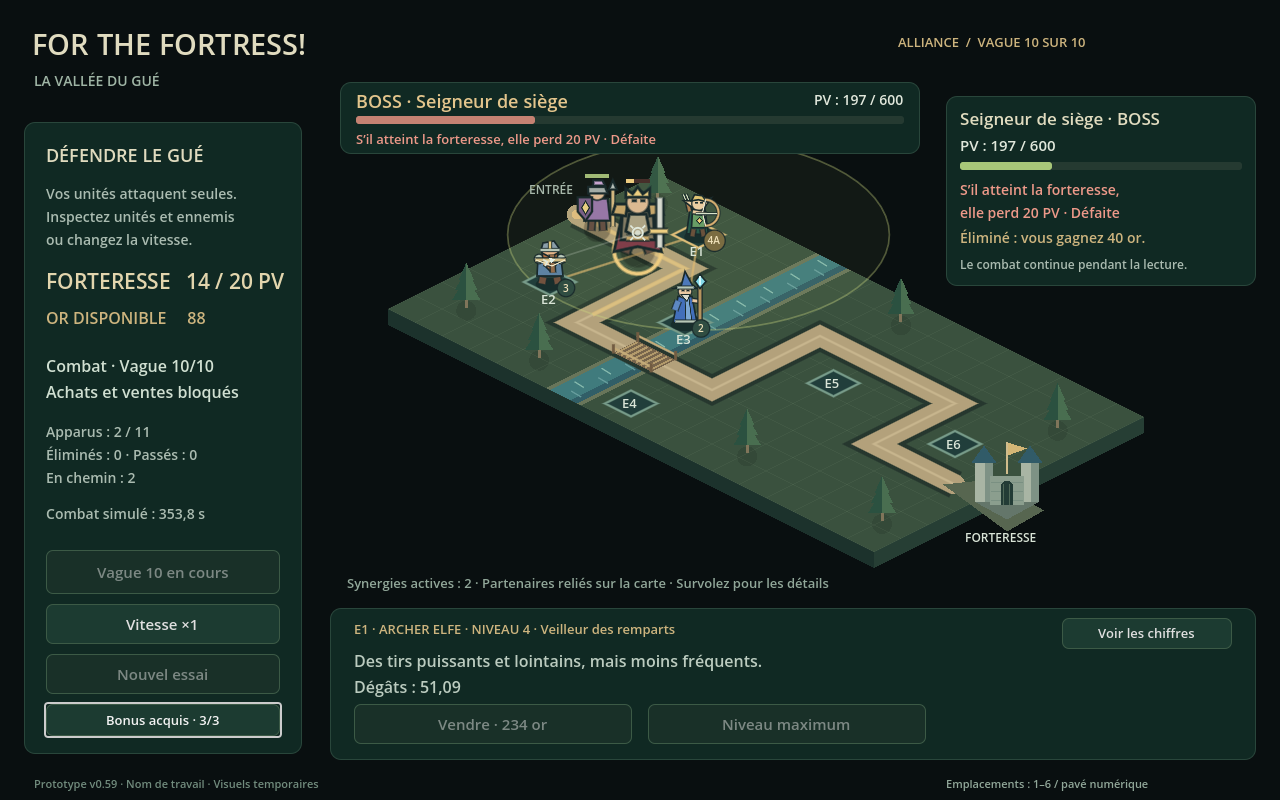 FOR THE FORTRESS!
LA VALLÉE DU GUÉ
ALLIANCE / VAGUE 10 SUR 10
BOSS · Seigneur de siège
PV : 197 / 600
S'il atteint la forteresse, elle perd 20 PV · Défaite
Seigneur de siège · BOSS
PV : 197 / 600
S'il atteint la forteresse,
elle perd 20 PV · Défaite
Éliminé : vous gagnez 40 or.
Le combat continue pendant la lecture.
DÉFENDRE LE GUÉ
Vos unités attaquent seules.
Inspectez unités et ennemis
ou changez la vitesse.
FORTERESSE 14 / 20 PV
OR DISPONIBLE 88
Combat · Vague 10/10
Achats et ventes bloqués
Apparus : 2 / 11
Éliminés : 0 · Passés : 0
En chemin : 2
Combat simulé : 353,8 s
Vague 10 en cours
Vitesse ×1
Nouvel essai
Bonus acquis · 3/3
ENTRÉE
4A
E1
3
E2
2
E3
E5
E4
E6
FORTERESSE
Synergies actives : 2 · Partenaires reliés sur la carte · Survolez pour les détails
E1 · ARCHER ELFE · NIVEAU 4 · Veilleur des remparts
Voir les chiffres
Des tirs puissants et lointains, mais moins fréquents.
Dégâts : 51,09
Vendre · 234 or
Niveau maximum
Prototype v0.59 · Nom de travail · Visuels temporaires
Emplacements : 1–6 / pavé numérique